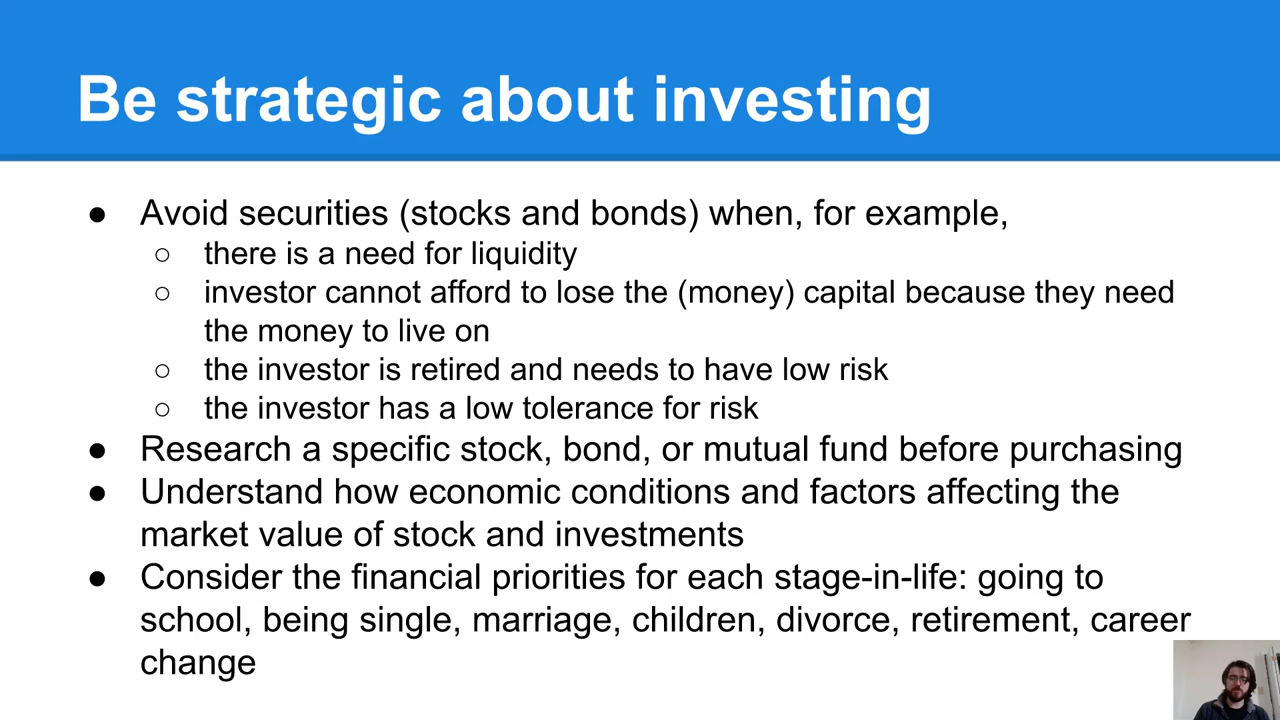 Be strategic about investing
● Avoid securities (stocks and bonds) when, for example,
○ there is a need for liquidity
○ investor cannot afford to lose the (money) capital because they need
the money to live on
○ the investor is retired and needs to have low risk
○ the investor has a low tolerance for risk
● Research a specific stock, bond, or mutual fund before purchasing
● Understand how economic conditions and factors affecting the
market value of stock and investments
● Consider the financial priorities for each stage-in-life: going to
school, being single, marriage, children, divorce, retirement, career
change